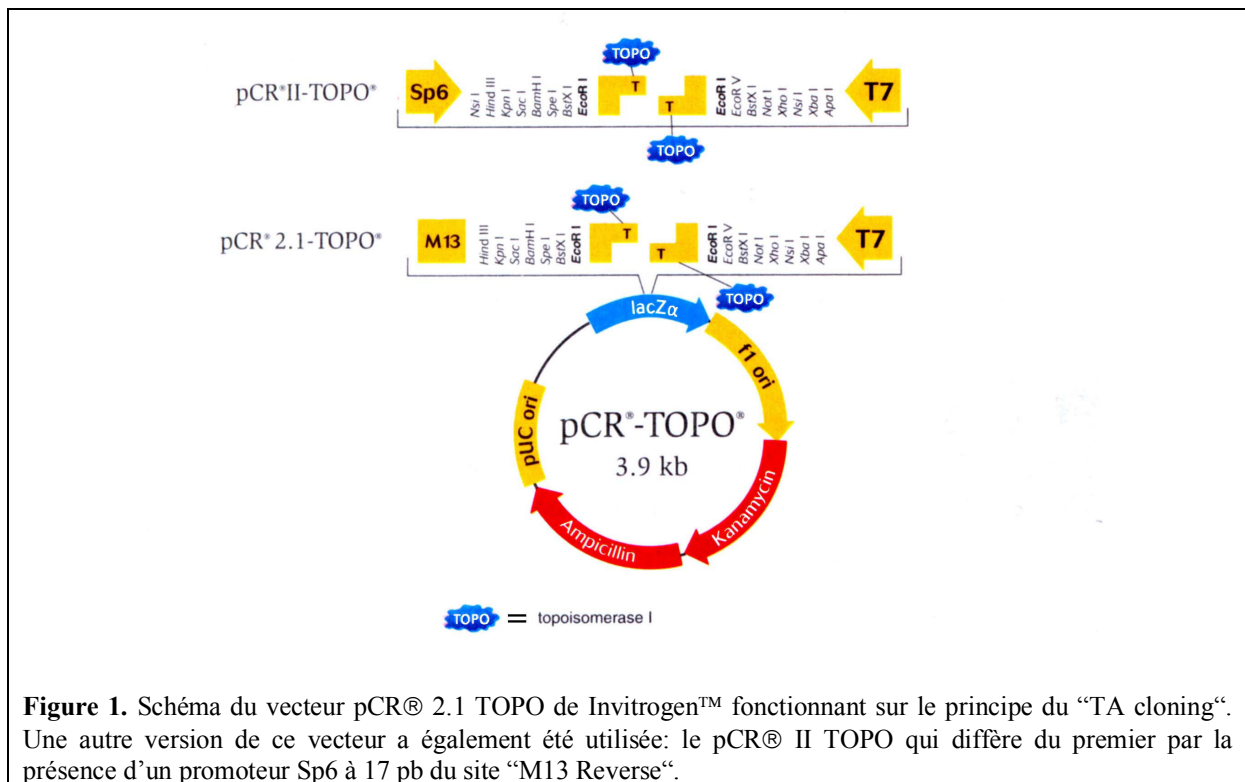 TOPO
pCR®II-TOPO®
Sp6
Nsi I
Hind III
Kpn I
Sac I
BamH I
Spe I
BstX I
EcoR I
T
T
EcoR I
EcoR V
BstX I
Not I
Xho I
Nsi I
Xba I
Apa I
T7
TOPO
TOPO
pCR® 2.1-TOPO®
M13
Hind III
Kpn I
Sac I
BamH I
Spe I
BstX I
EcoR I
T
T
EcoR I
EcoR V
BstX I
Not I
Xho I
Nsi I
Xba I
Apa I
T7
TOPO
lacZα
f1 ori
puC ori
pCR®-TOPO®
3.9 kb
Kanamycin
Ampicillin
TOPO = topoisomerase I
Figure 1. Schéma du vecteur pCR® 2.1 TOPO de Invitrogen™ fonctionnant sur le principe du “TA cloning“.
Une autre version de ce vecteur a également été utilisée: le pCR® II TOPO qui diffère du premier par la
présence d’un promoteur Sp6 à 17 pb du site “M13 Reverse“.